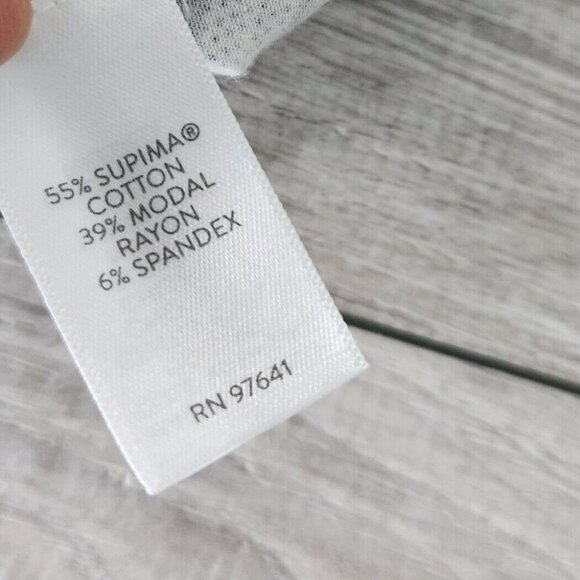 55% SUPIMA®
COTTON
39% MODAL
RAYON
6% SPANDEX
RN 97641